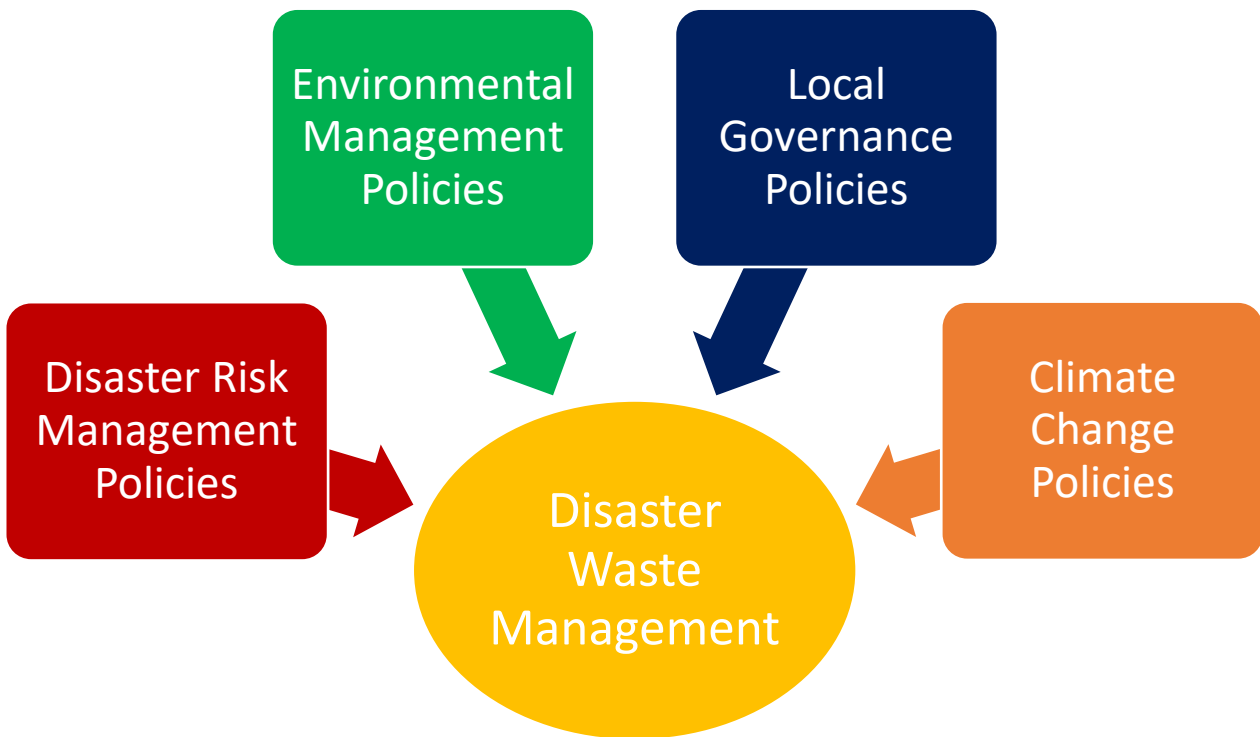 Environmental
Management
Policies
Local
Governance
Policies
Disaster Risk
Management
Policies
Climate
Change
Policies
Disaster
Waste
Management